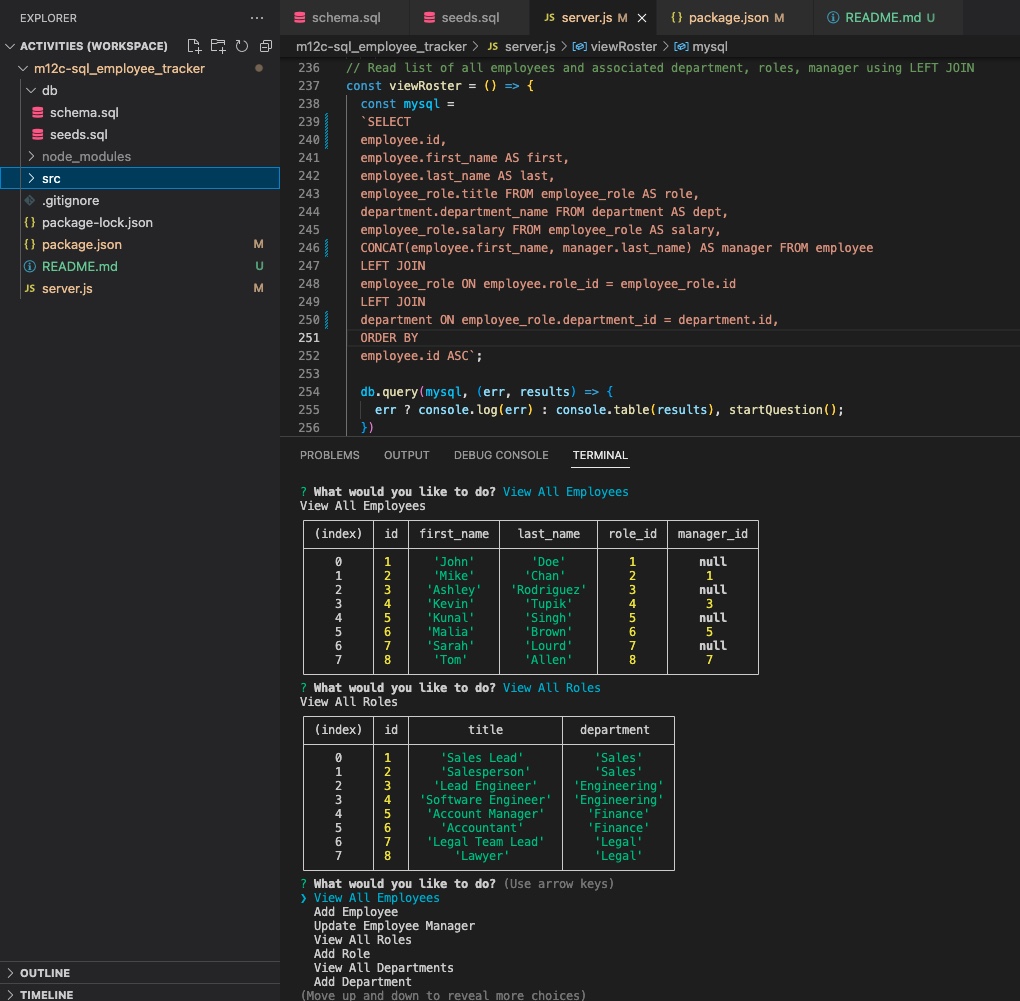 EXPLORER
ACTIVITIES (WORKSPACE)
m12c-sql_employee_tracker
db
schema.sql
seeds.sql
node_modules
src
.gitignore
package-lock.json
package.json M
README.md U
server.js M
OUTLINE
TIMELINE
schema.sql seeds.sql JS server.js M package.json M README.md U
m12c-sql_employee_tracker > JS server.js > viewRoster > mysql
236 // Read list of all employees and associated department, roles, manager using LEFT JOIN
237 const viewRoster = () => {
238 const mysql =
239 `SELECT
240 employee.id,
241 employee.first_name AS first,
242 employee.last_name AS last,
243 employee_role.title FROM employee_role AS role,
244 department.department_name FROM department AS dept,
245 employee_role.salary FROM employee_role AS salary,
246 CONCAT(employee.first_name, manager.last_name) AS manager FROM employee
247 LEFT JOIN
248 employee_role ON employee.role_id = employee_role.id
249 LEFT JOIN
250 department ON employee_role.department_id = department.id,
251 ORDER BY
252 employee.id ASC`;
253
254 db.query(mysql, (err, results) => {
255 err ? console.log(err) : console.table(results), startQuestion();
256 })
PROBLEMS OUTPUT DEBUG CONSOLE TERMINAL
? What would you like to do? View All Employees
View All Employees
(index) id first_name last_name role_id manager_id
0 1 'John' 'Doe' 1 null
1 2 'Mike' 'Chan' 2 1
2 3 'Ashley' 'Rodriguez' 3 null
3 4 'Kevin' 'Tupik' 4 3
4 5 'Kunal' 'Singh' 5 null
5 6 'Malia' 'Brown' 6 5
6 7 'Sarah' 'Lourd' 7 null
7 8 'Tom' 'Allen' 8 7
? What would you like to do? View All Roles
View All Roles
(index) id title department
0 1 'Sales Lead' 'Sales'
1 2 'Salesperson' 'Sales'
2 3 'Lead Engineer' 'Engineering'
3 4 'Software Engineer' 'Engineering'
4 5 'Account Manager' 'Finance'
5 6 'Accountant' 'Finance'
6 7 'Legal Team Lead' 'Legal'
7 8 'Lawyer' 'Legal'
? What would you like to do? (Use arrow keys)
❯ View All Employees
Add Employee
Update Employee Manager
View All Roles
Add Role
View All Departments
Add Department
(Move up and down to reveal more choices)